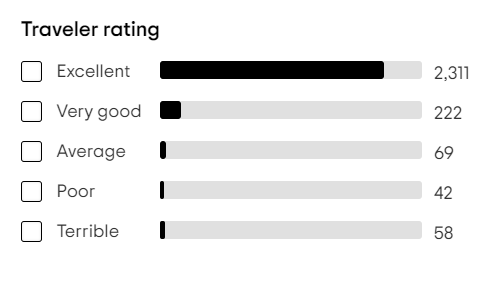 Traveler rating
Excellent 2,311
Very good 222
Average 69
Poor 42
Terrible 58